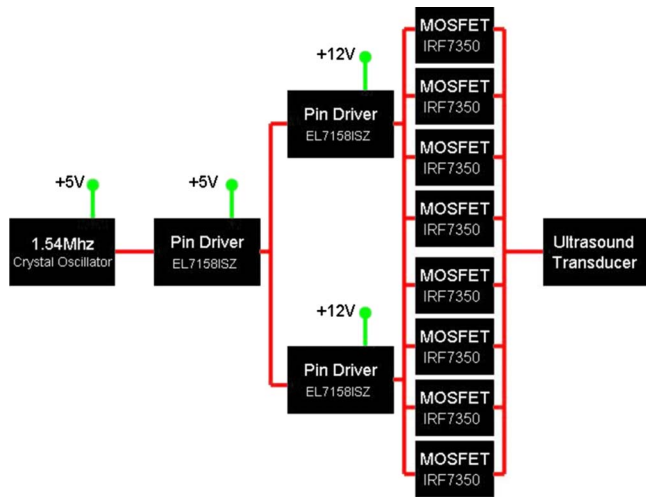 MOSFET
IRF7350
+12V
MOSFET
IRF7350
Pin Driver
EL7158ISZ
MOSFET
IRF7350
+5V
+5V
MOSFET
IRF7350
1.54Mhz
Crystal Oscillator
Pin Driver
EL7158ISZ
Ultrasound
Transducer
MOSFET
IRF7350
+12V
MOSFET
IRF7350
Pin Driver
EL7158ISZ
MOSFET
IRF7350
MOSFET
IRF7350